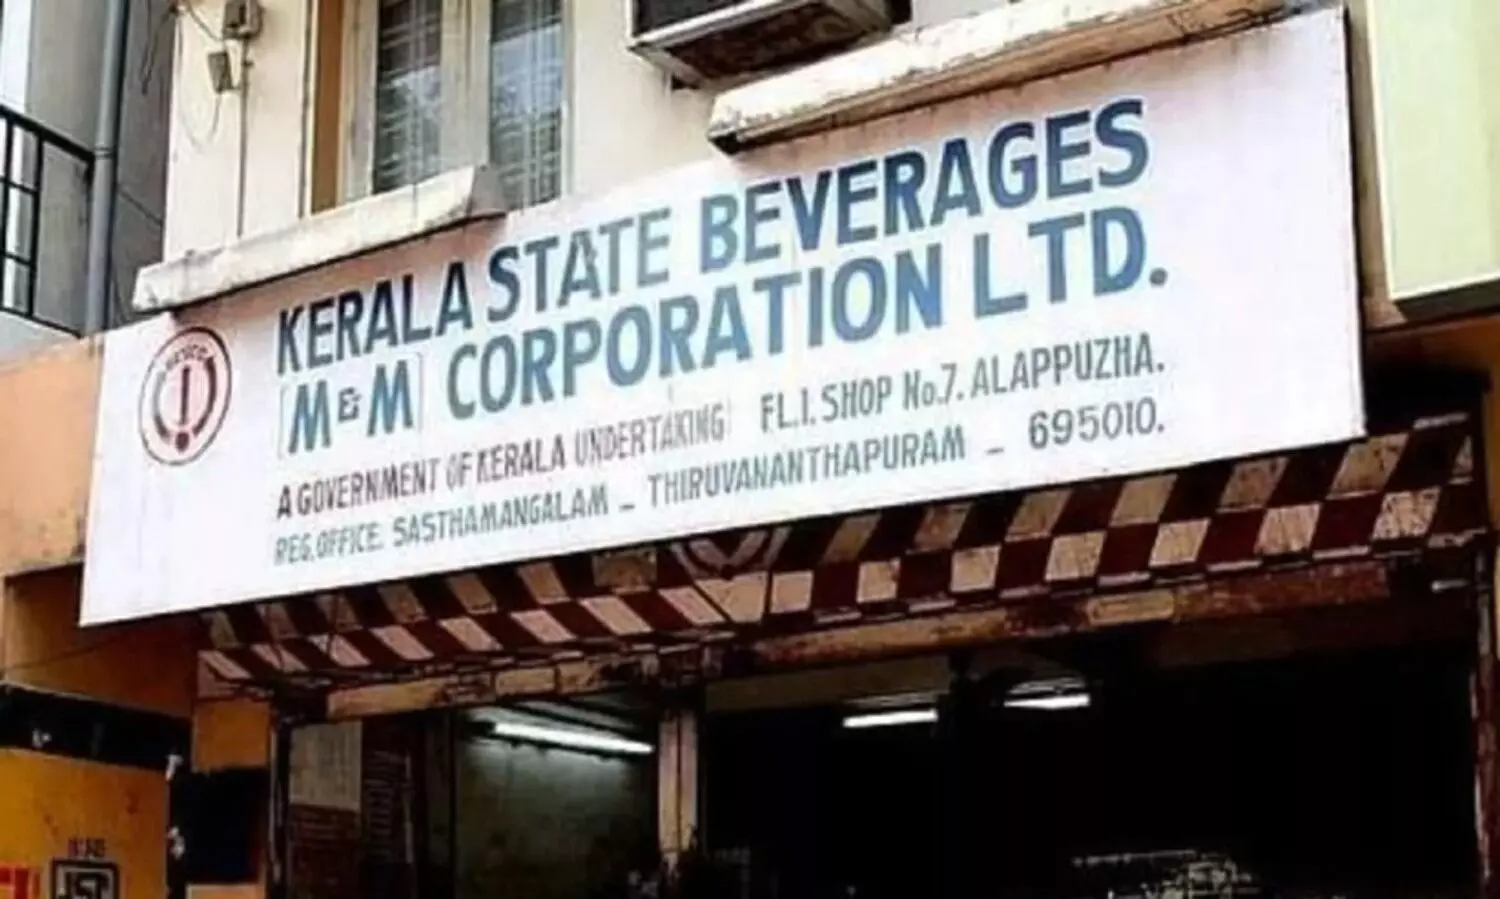 KERALA STATE BEVERAGES
[M & M] CORPORATION LTD.
A GOVERNMENT OF KERALA UNDERTAKING] FL.1. SHOP No.7. ALAPPUZHA.
REG. OFFICE. SASTHAMANGALAM – THIRUVANANTHAPURAM – 695010.